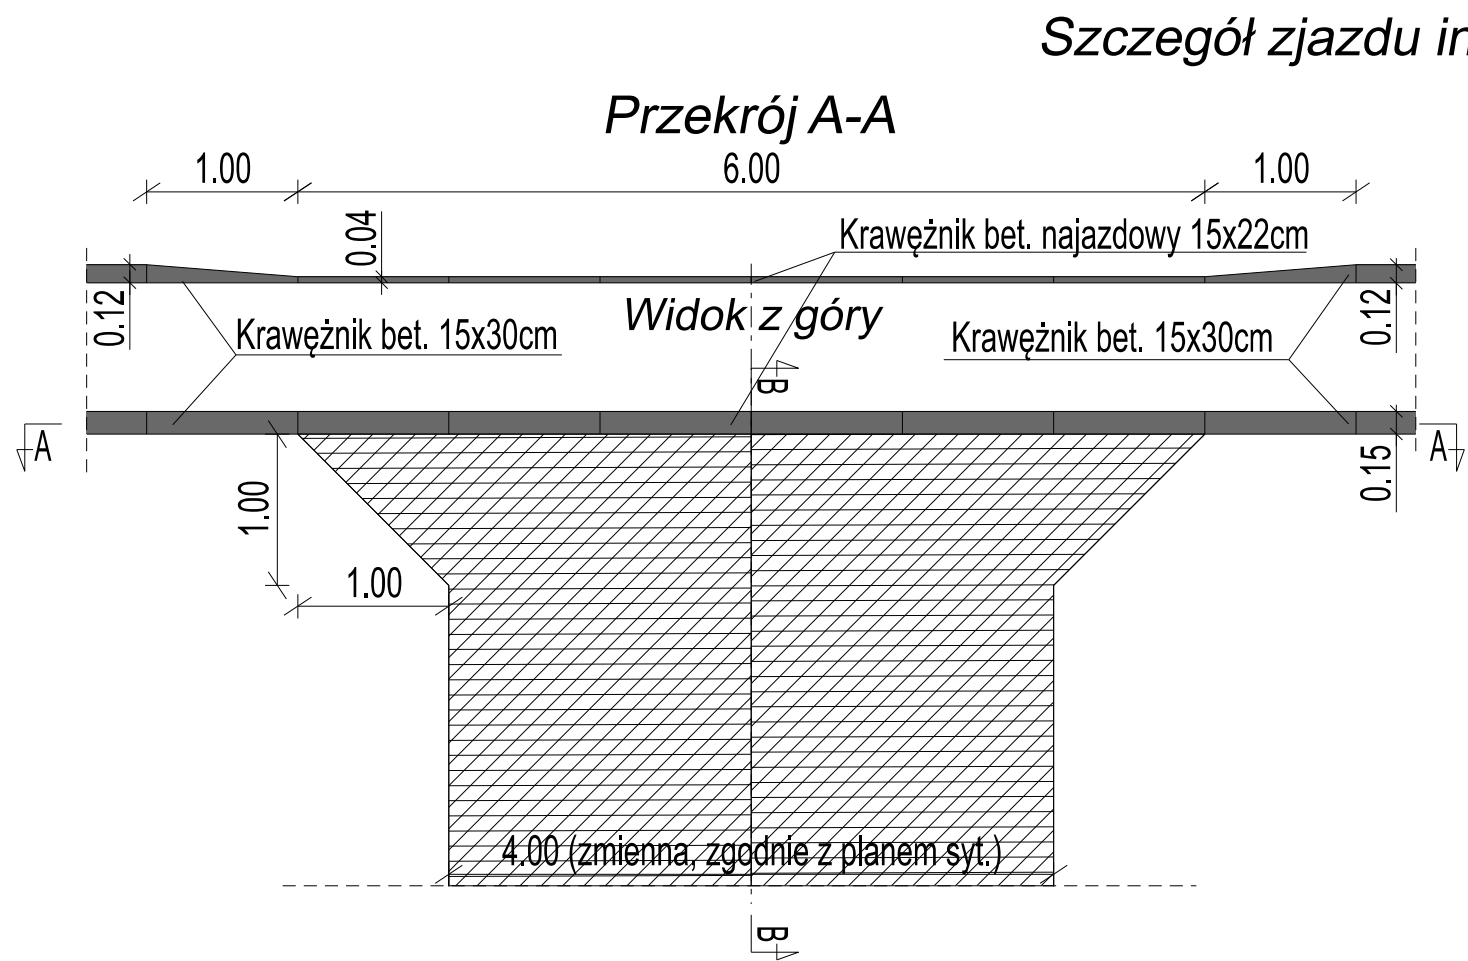 Szczegół zjazdu in
Przekrój A-A
1.00
6.00
1.00
0.04
Krawężnik bet. najazdowy 15x22cm
0.12
Widok z góry
0.12
Krawężnik bet. 15x30cm
Krawężnik bet. 15x30cm
B
A
A
0.15
1.00
1.00
4.00 (zmienna, zgodnie z planem syt.)
B